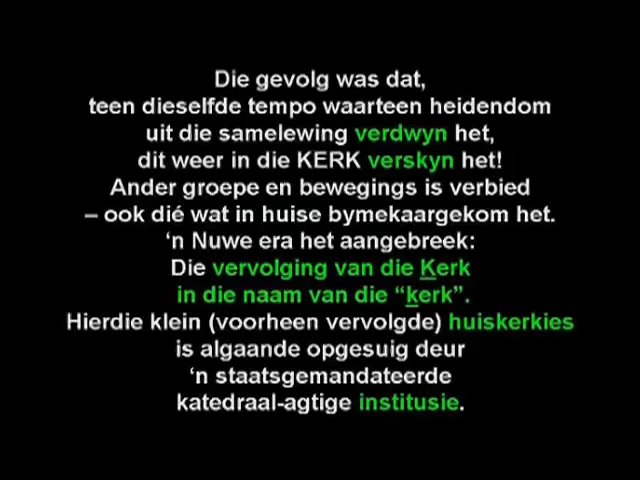 Die gevolg was dat,
teen dieselfde tempo waarteen heidendom
uit die samelewing verdwyn het,
dit weer in die KERK verskyn het!
Ander groepe en bewegings is verbied
– ook dié wat in huise bymekaargekom het.
‘n Nuwe era het aangebreek:
Die vervolging van die Kerk
in die naam van die “kerk”.
Hierdie klein (voorheen vervolgde) huiskerkies
is algaande opgesuig deur
‘n staatsgemandateerde
katedraal-agtige institusie.